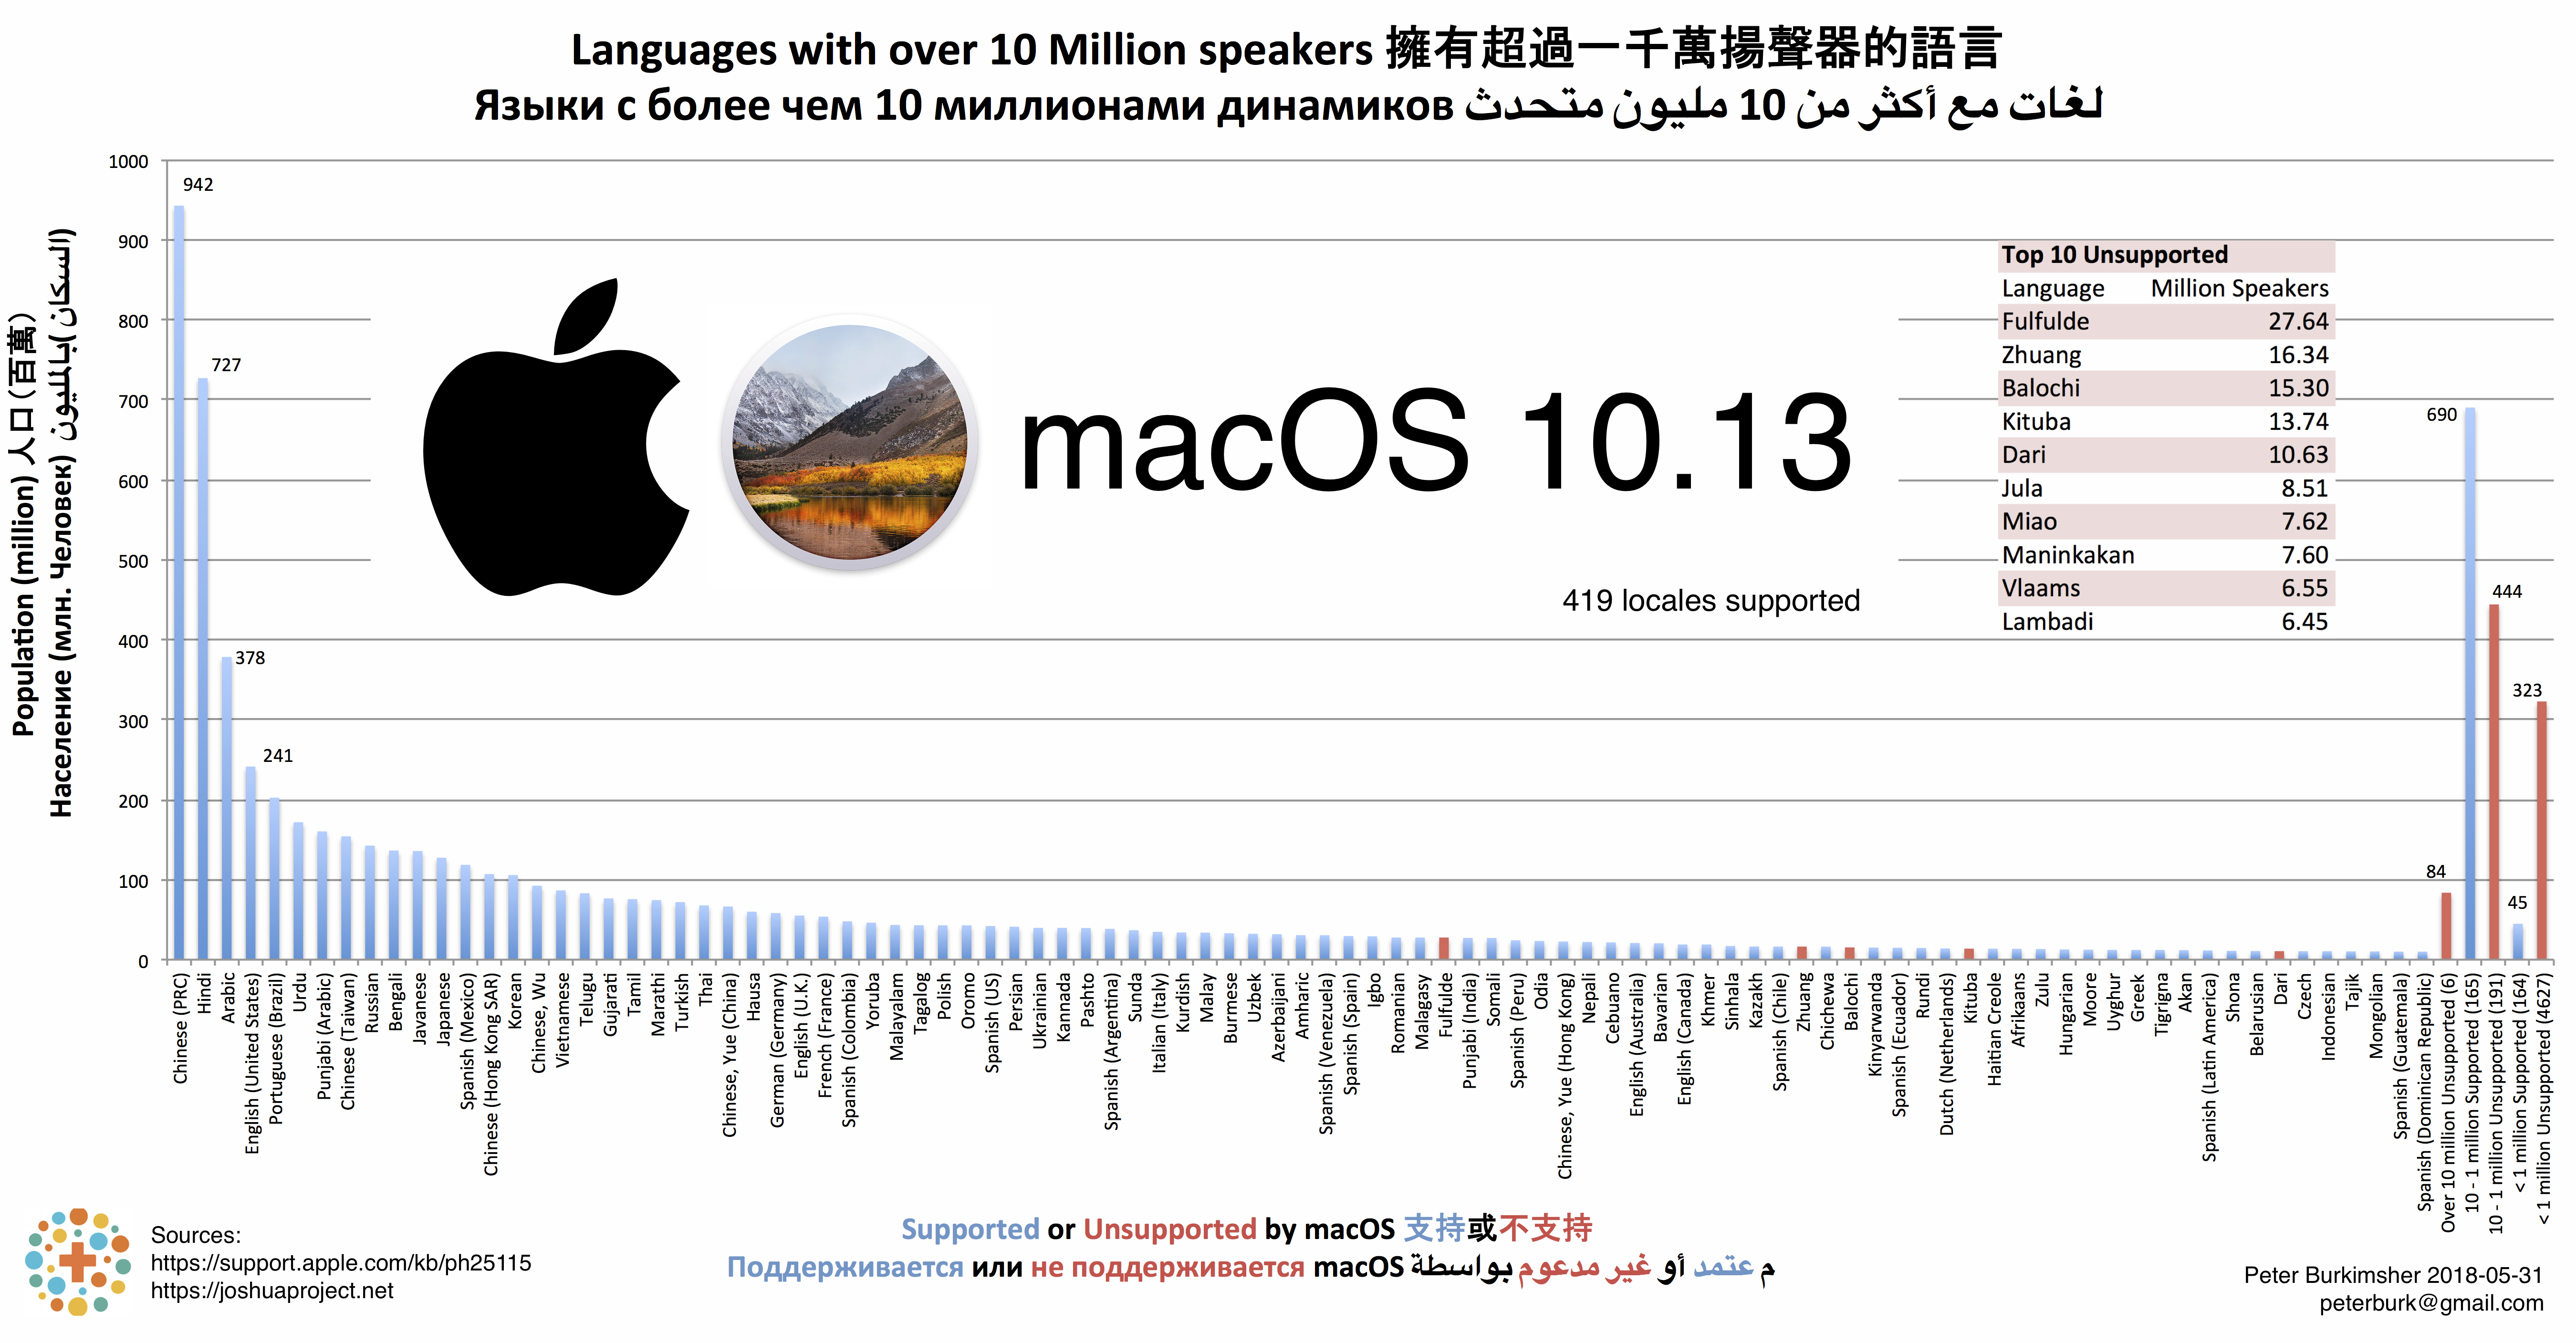 Languages with over 10 Million speakers 擁有超過一千萬揚聲器的語言
Языки с более чем 10 миллионами динамиков لغات مع أكثر من 10 مليون متحدث
Population (million) 人口（百萬）
Население (млн. Человек) السكان )بالمليون(
1000
900
800
700
600
500
400
300
200
100
0
942
727
378
241
690
444
323
84
45
macOS 10.13
419 locales supported
Top 10 Unsupported
Language Million Speakers
Fulfulde 27.64
Zhuang 16.34
Balochi 15.30
Kituba 13.74
Dari 10.63
Jula 8.51
Miao 7.62
Maninkakan 7.60
Vlaams 6.55
Lambadi 6.45
Chinese (PRC)
Hindi
Arabic
English (United States)
Portuguese (Brazil)
Urdu
Punjabi (Arabic)
Chinese (Taiwan)
Russian
Bengali
Javanese
Japanese
Spanish (Mexico)
Chinese (Hong Kong SAR)
Korean
Chinese, Wu
Vietnamese
Telugu
Gujarati
Tamil
Marathi
Turkish
Thai
Chinese, Yue (China)
Hausa
German (Germany)
English (U.K.)
French (France)
Spanish (Colombia)
Yoruba
Malayalam
Tagalog
Polish
Oromo
Spanish (US)
Persian
Ukrainian
Kannada
Pashto
Spanish (Argentina)
Sunda
Italian (Italy)
Kurdish
Malay
Burmese
Uzbek
Azerbaijani
Amharic
Spanish (Venezuela)
Spanish (Spain)
Igbo
Romanian
Malagasy
Fulfulde
Punjabi (India)
Somali
Spanish (Peru)
Odia
Chinese, Yue (Hong Kong)
Nepali
Cebuano
English (Australia)
Bavarian
English (Canada)
Khmer
Sinhala
Kazakh
Spanish (Chile)
Zhuang
Chichewa
Balochi
Kinyarwanda
Spanish (Ecuador)
Rundi
Dutch (Netherlands)
Kituba
Haitian Creole
Afrikaans
Zulu
Hungarian
Moore
Uyghur
Greek
Tigrigna
Akan
Spanish (Latin America)
Shona
Belarusian
Dari
Czech
Indonesian
Tajik
Mongolian
Spanish (Guatemala)
Spanish (Dominican Republic)
Over 10 million Unsupported (6)
10 - 1 million Supported (165)
10 - 1 million Unsupported (191)
< 1 million Supported (164)
< 1 million Unsupported (4627)
Supported or Unsupported by macOS 支持或不支持
Поддерживается или не поддерживается macOS م عتمد أو غير مدعوم بواسطة
Sources:
https://support.apple.com/kb/ph25115
https://joshuaproject.net
Peter Burkimsher 2018-05-31
peterburk@gmail.com